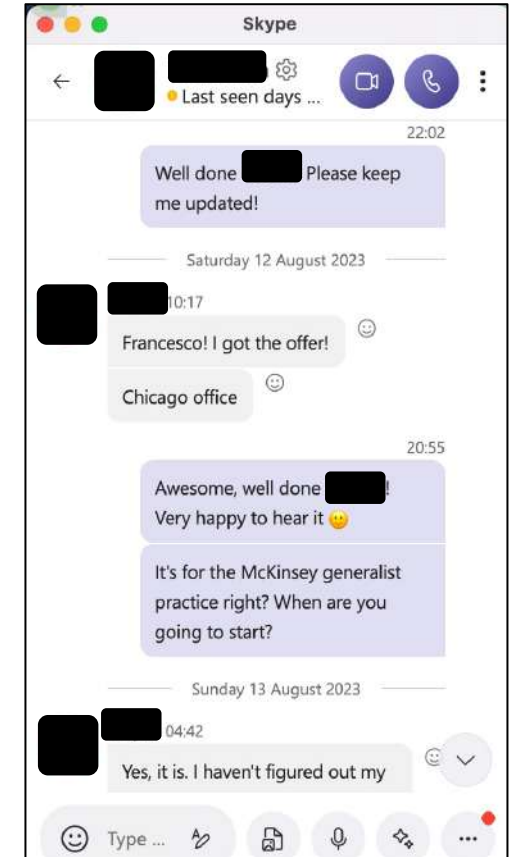 Skype
Last seen days ...
22:02
Well done Please keep
me updated!
Saturday 12 August 2023
10:17
Francesco! I got the offer!
Chicago office
20:55
Awesome, well done !
Very happy to hear it
It's for the McKinsey generalist
practice right? When are you
going to start?
Sunday 13 August 2023
04:42
Yes, it is. I haven't figured out my
Type ...